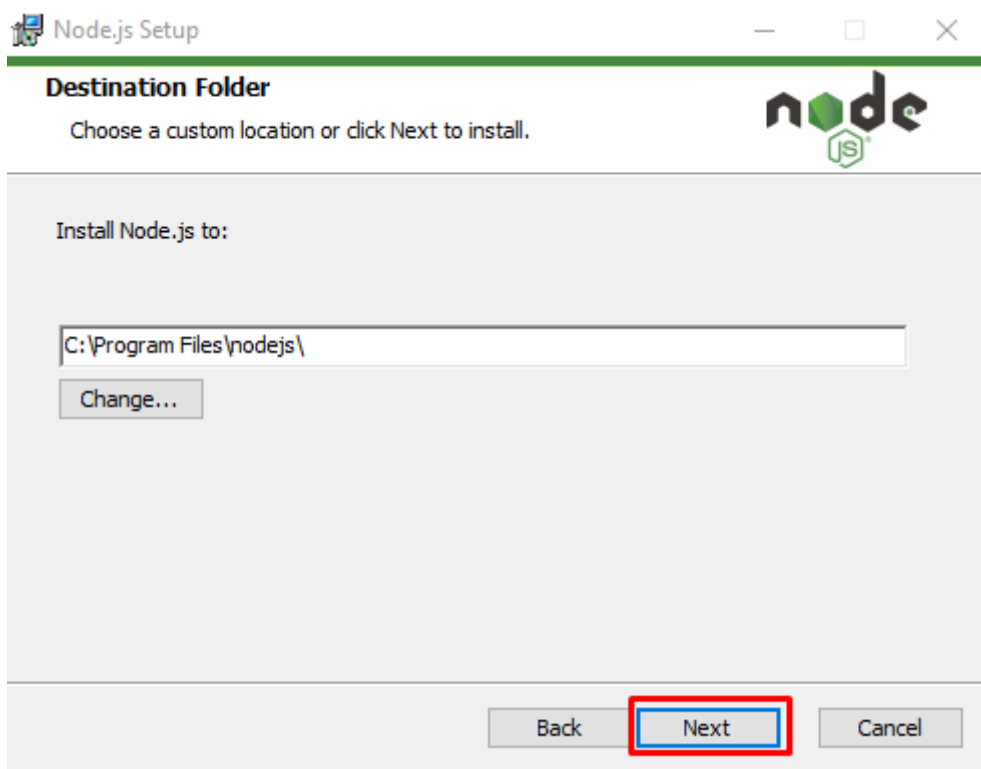 Node.js Setup
Destination Folder
Choose a custom location or click Next to install.
node
JS
Install Node.js to:
C:\Program Files\nodejs\
Change...
Back
Next
Cancel